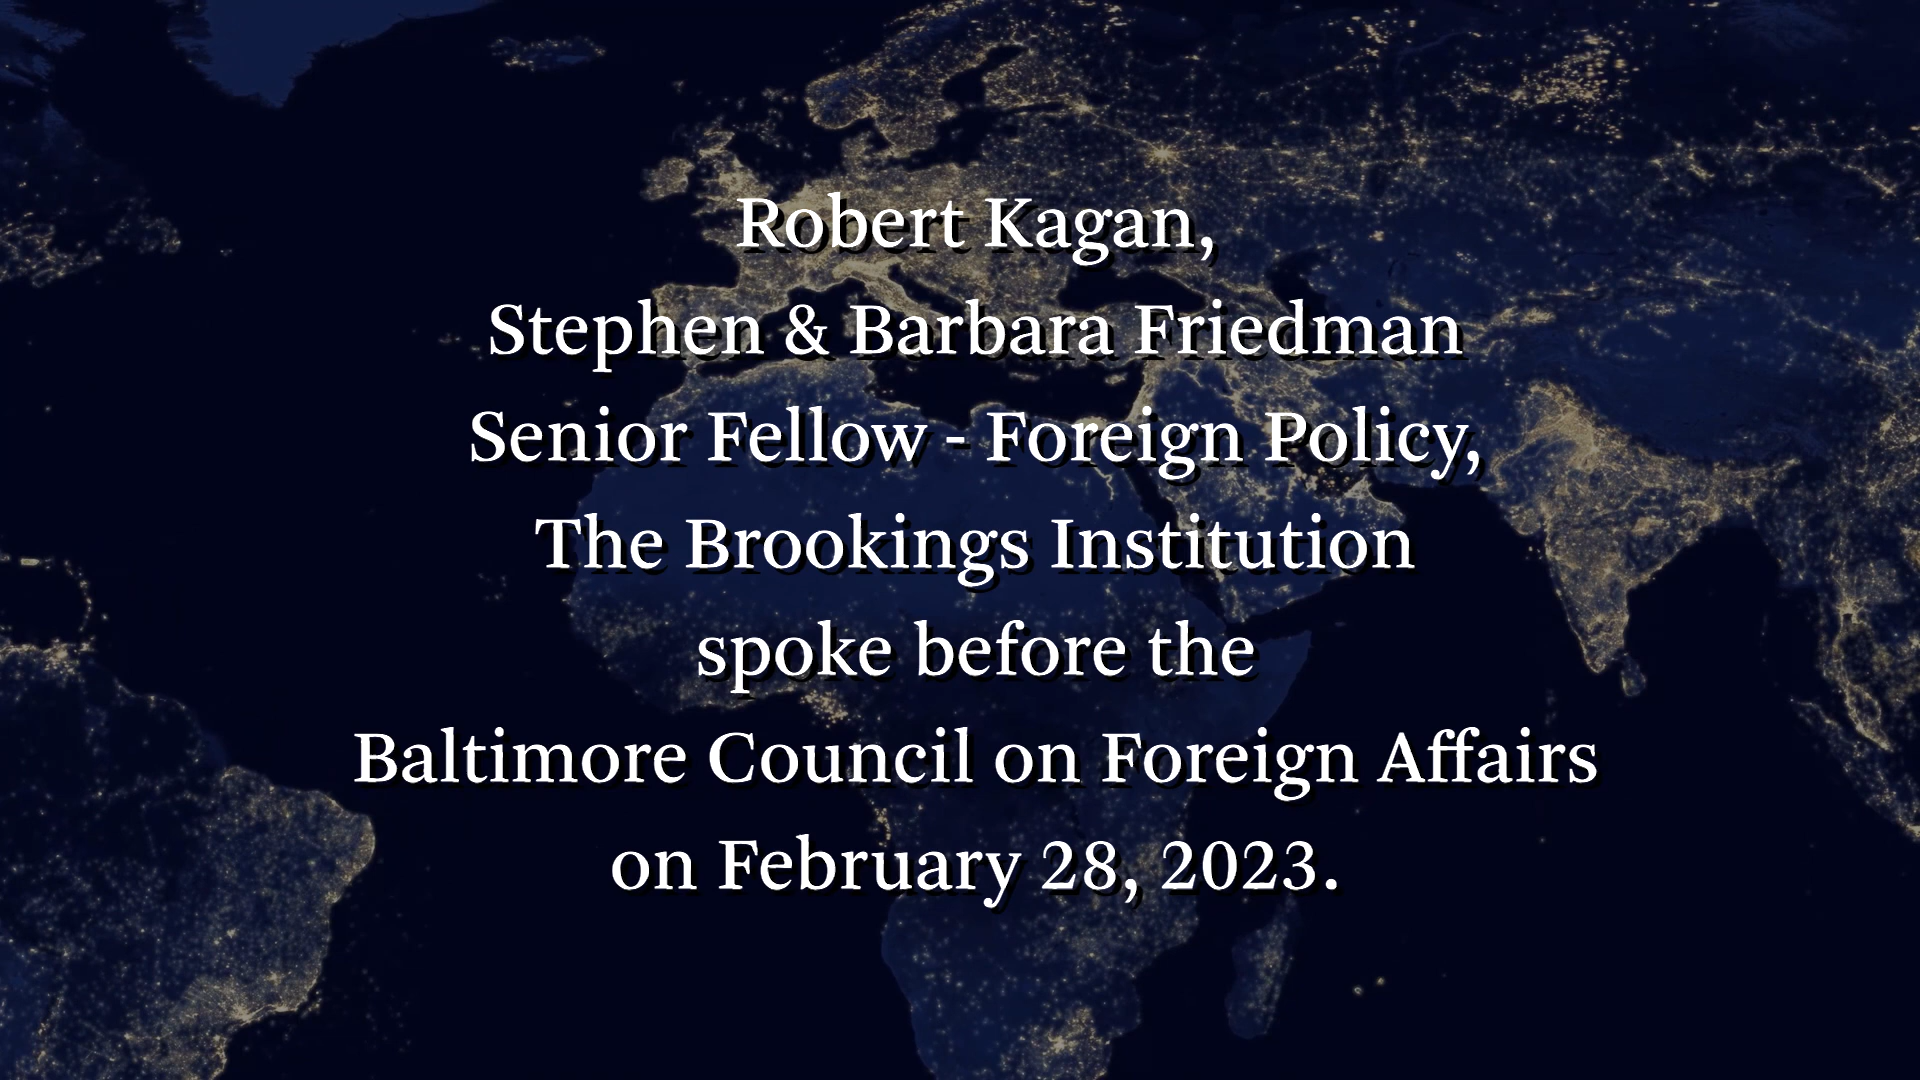 Robert Kagan,
Stephen & Barbara Friedman
Senior Fellow - Foreign Policy,
The Brookings Institution
spoke before the
Baltimore Council on Foreign Affairs
on February 28, 2023.